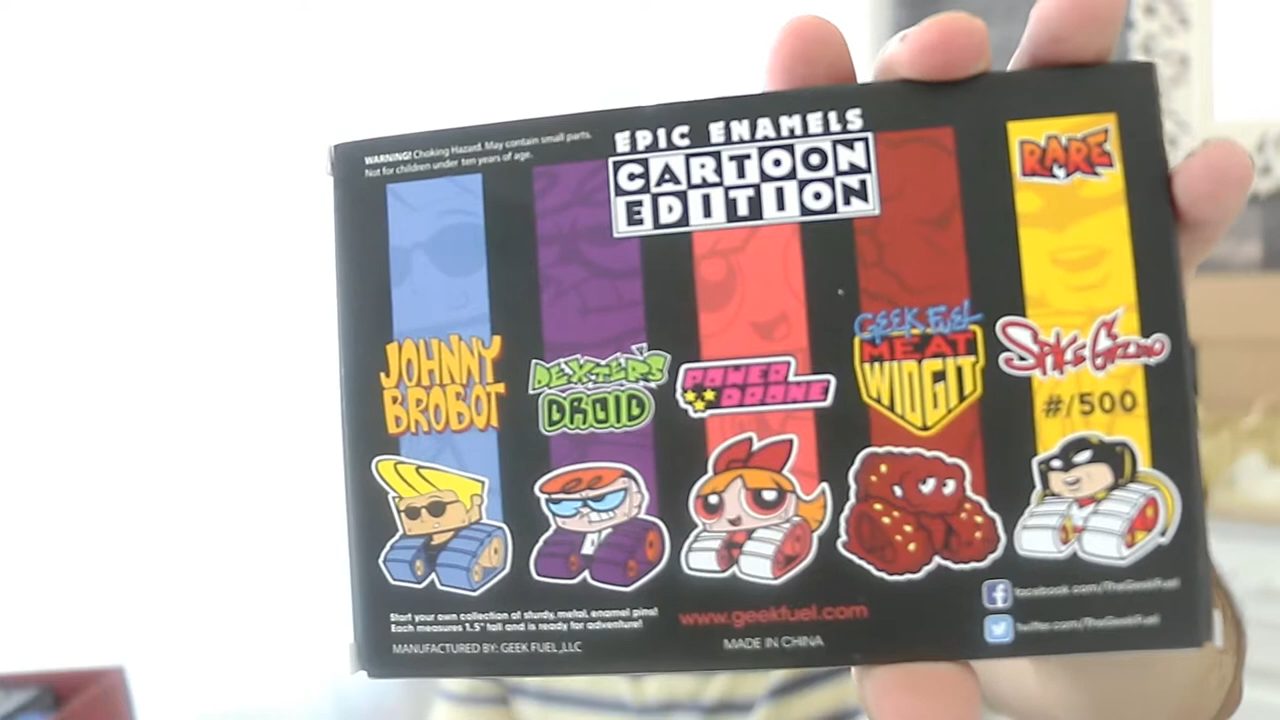 WARNING! Choking Hazard. May contain small parts.
Not for children under ten years of age.
EPIC ENAMELS
CARTOON
EDITION
RARE
JOHNNY
BROBOT
DEXTER'S
DROID
POWER
DRONE
GEEK FUEL
MEAT
WIDGIT
SPIKE GIZMO
#/500
Start your own collection of sturdy, metal, enamel pins!
Each measures 1.5" tall and is ready for adventure!
MANUFACTURED BY: GEEK FUEL ,LLC
www.geekfuel.com
MADE IN CHINA
facebook.com/TheGeekFuel
twitter.com/TheGeekFuel